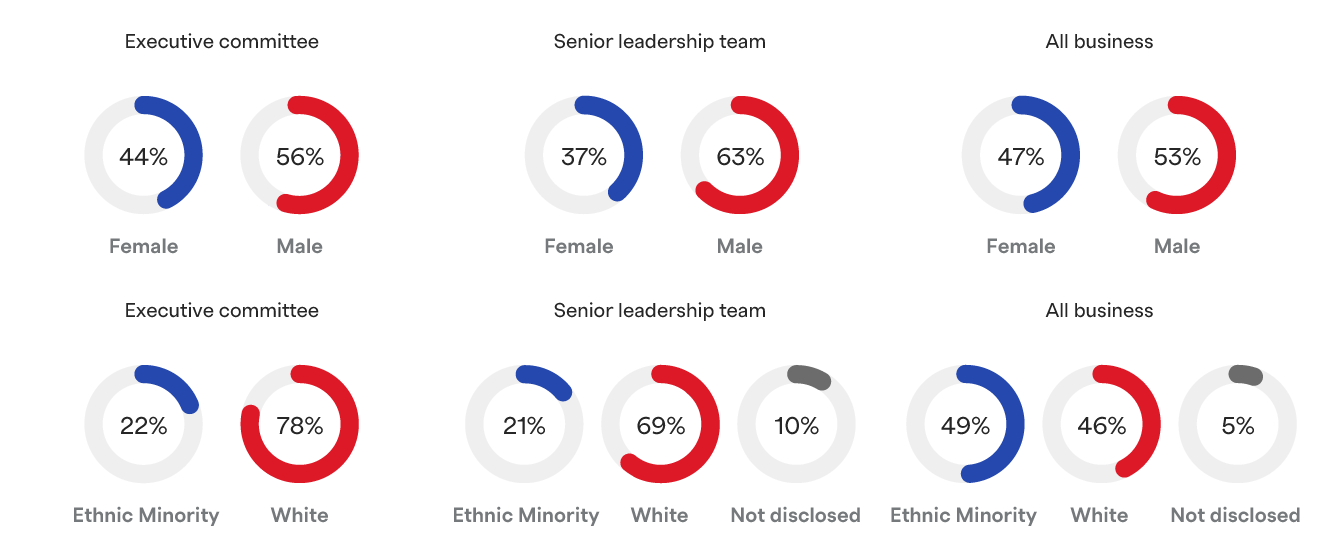 Executive committee
Senior leadership team
All business
44%
56%
37%
63%
47%
53%
Female
Male
Female
Male
Female
Male
Executive committee
Senior leadership team
All business
22%
78%
21%
69%
10%
49%
46%
5%
Ethnic Minority
White
Ethnic Minority
White
Not disclosed
Ethnic Minority
White
Not disclosed